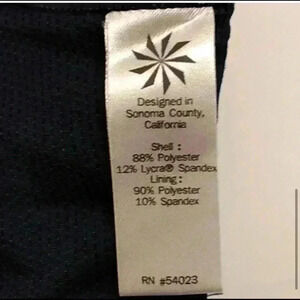 Designed in
Sonoma County,
California
Shell :
88% Polyester
12% Lycra® Spandex
Lining :
90% Polyester
10% Spandex
RN #54023